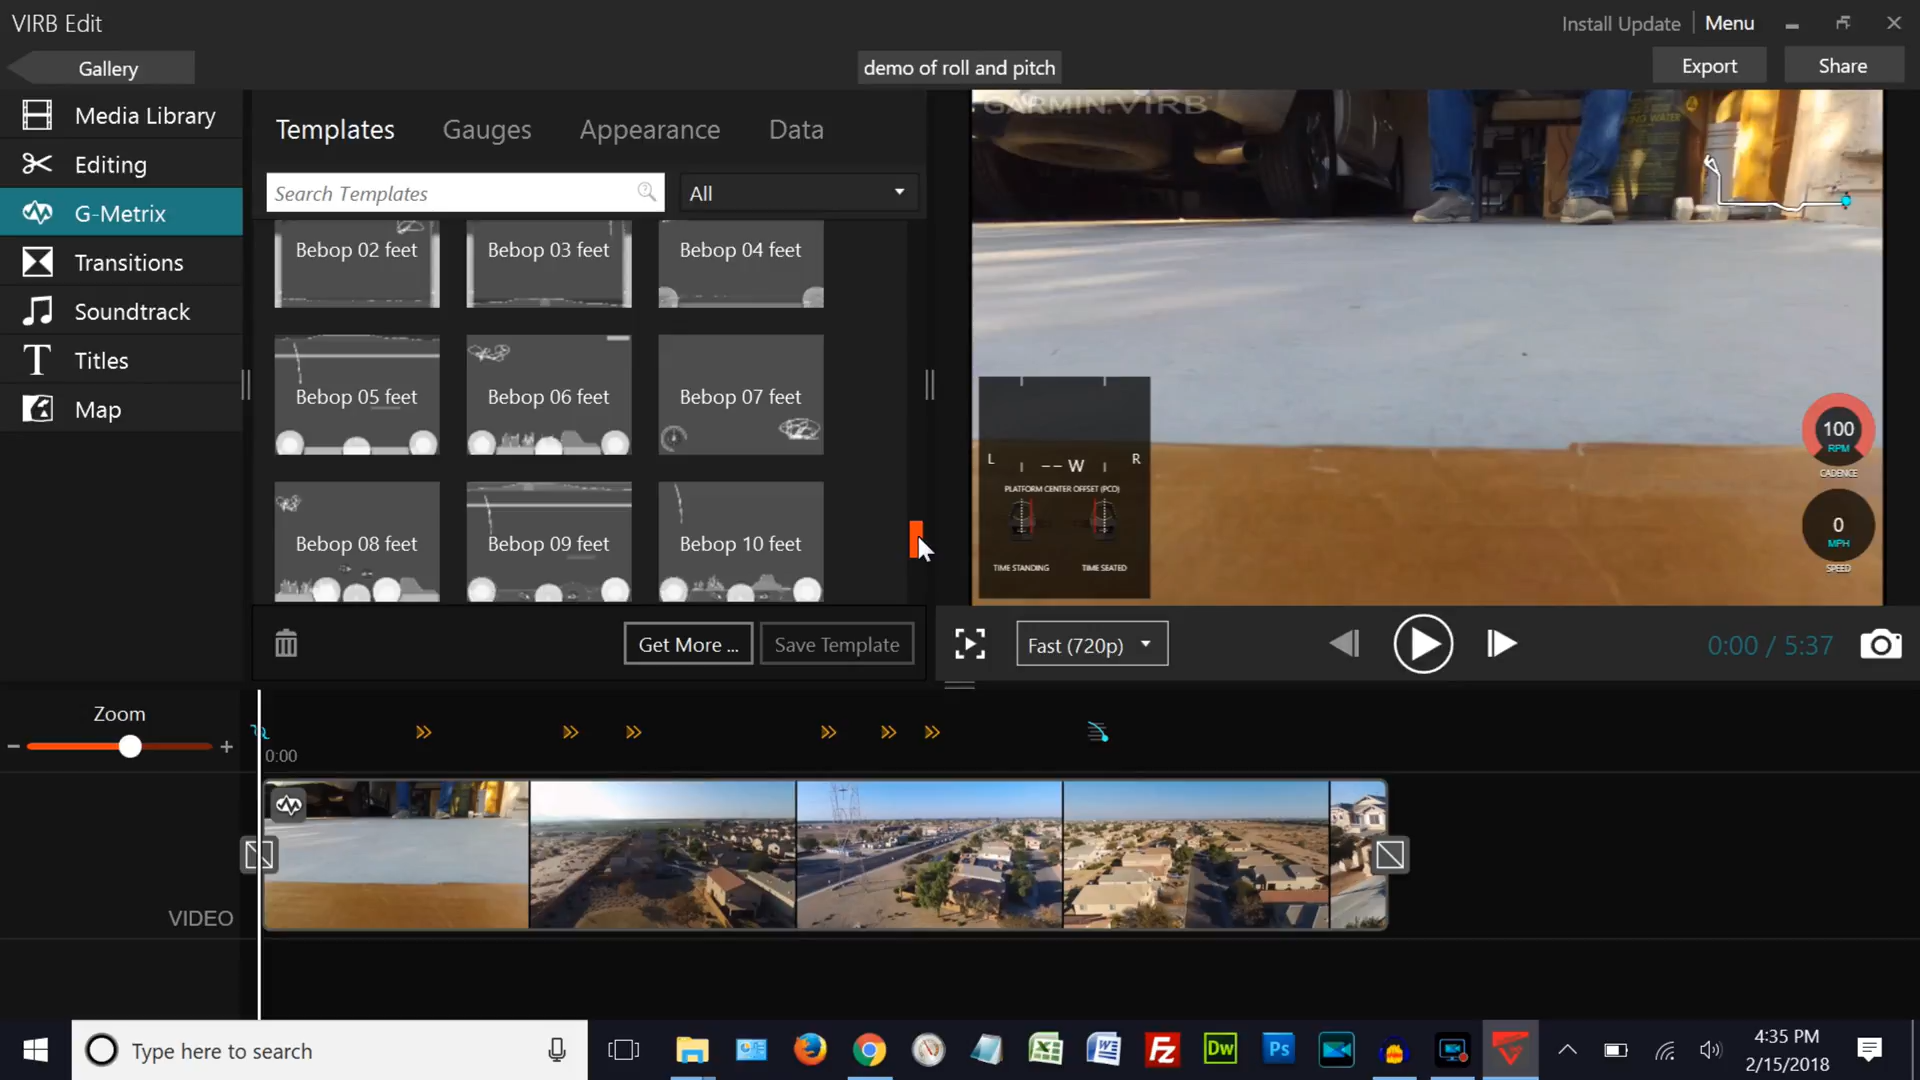 VIRB Edit
Install Update
Menu
Gallery
demo of roll and pitch
Export
Share
Media Library
Editing
G-Metrix
Transitions
Soundtrack
Titles
Map
Templates
Gauges
Appearance
Data
Search Templates
All
Bebop 02 feet
Bebop 03 feet
Bebop 04 feet
Bebop 05 feet
Bebop 06 feet
Bebop 07 feet
Bebop 08 feet
Bebop 09 feet
Bebop 10 feet
Get More ...
Save Template
GARMIN VIRB
L
-- W
R
PLATFORM CENTER OFFSET (PCO)
TIME STANDING
TIME SEATED
100
RPM
CADENCE
0
MPH
SPEED
Fast (720p)
0:00 / 5:37
Zoom
0:00
VIDEO
Type here to search
Fz
Dw
Ps
4:35 PM
2/15/2018